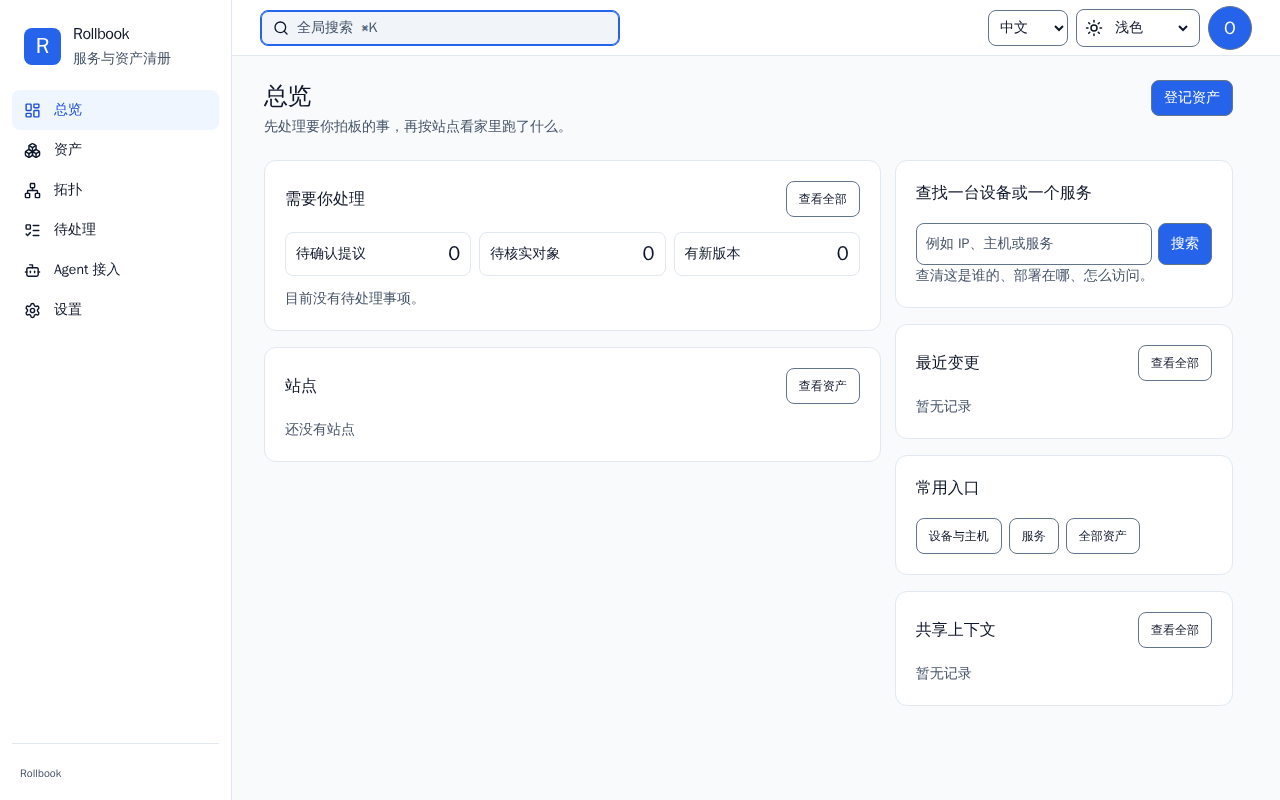 R
Rollbook
服务与资产清册
总览
资产
拓扑
待处理
Agent 接入
设置
Rollbook
全局搜索 ⌘K
中文
浅色
O
总览
先处理要你拍板的事，再按站点看家里跑了什么。
登记资产
需要你处理
查看全部
待确认提议 0
待核实对象 0
有新版本 0
目前没有待处理事项。
站点
查看资产
还没有站点
查找一台设备或一个服务
例如 IP、主机或服务
搜索
查清这是谁的、部署在哪、怎么访问。
最近变更
查看全部
暂无记录
常用入口
设备与主机
服务
全部资产
共享上下文
查看全部
暂无记录